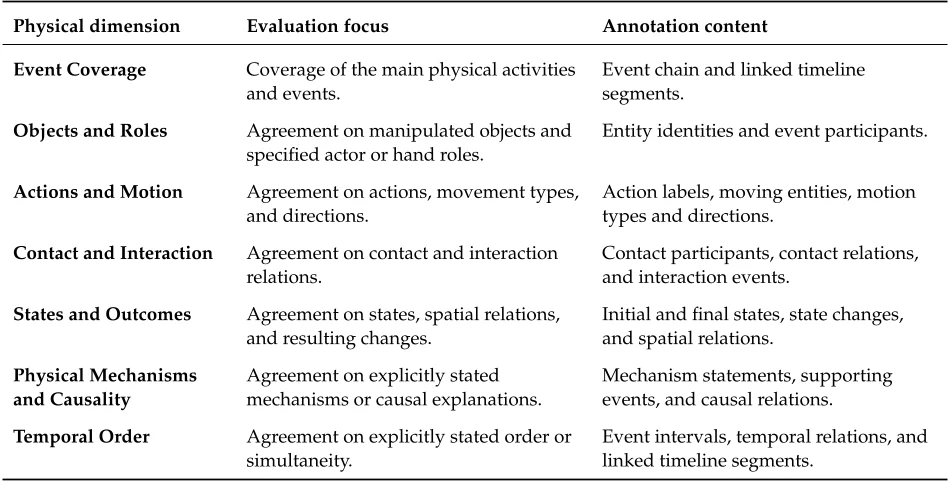 Physical dimension Evaluation focus Annotation content
Event Coverage Coverage of the main physical activities Event chain and linked timeline
and events. segments.
Objects and Roles Agreement on manipulated objects and Entity identities and event participants.
specified actor or hand roles.
Actions and Motion Agreement on actions, movement types, Action labels, moving entities, motion
and directions. types and directions.
Contact and Interaction Agreement on contact and interaction Contact participants, contact relations,
relations. and interaction events.
States and Outcomes Agreement on states, spatial relations, Initial and final states, state changes,
and resulting changes. and spatial relations.
Physical Mechanisms Agreement on explicitly stated Mechanism statements, supporting
and Causality mechanisms or causal explanations. events, and causal relations.
Temporal Order Agreement on explicitly stated order or Event intervals, temporal relations, and
simultaneity. linked timeline segments.